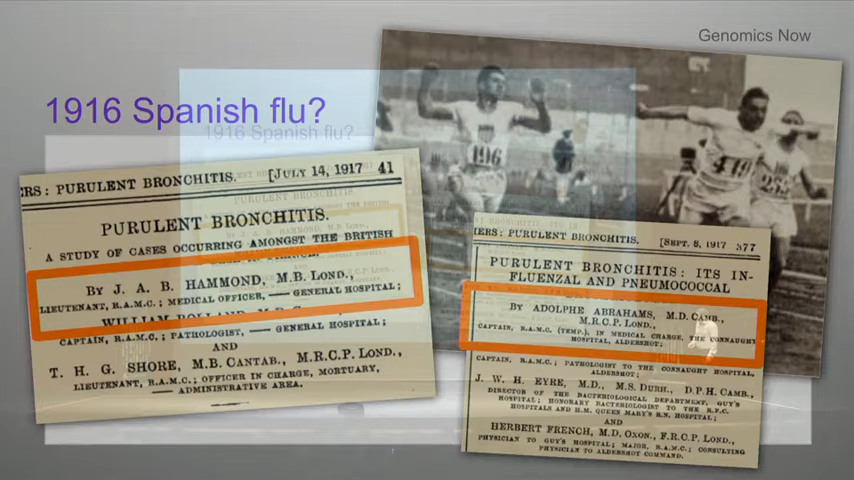 Genomics Now
1916 Spanish flu?
1916 Spanish flu?
ERS: PURULENT BRONCHITIS. [JULY 14, 1917 41
PURULENT BRONCHITIS.
A STUDY OF CASES OCCURRING AMONGST THE BRITISH
BY J. A. B. HAMMOND, M.B. LOND.,
LIEUTENANT, R.A.M.C.; MEDICAL OFFICER, — GENERAL HOSPITAL;
WILLIAM ROLLAND,
CAPTAIN, R.A.M.C.; PATHOLOGIST, — GENERAL HOSPITAL;
AND
T. H. G. SHORE, M.B. CANTAB., M.R.C.P. LOND.,
LIEUTENANT, R.A.M.C.; OFFICER IN CHARGE, MORTUARY,
— ADMINISTRATIVE AREA.
196
419
IERS: PURULENT BRONCHITIS. [SEPT. 8, 1917 377
PURULENT BRONCHITIS: ITS IN-
FLUENZAL AND PNEUMOCOCCAL
BY ADOLPHE ABRAHAMS, M.D. CAMB.,
M.R.C.P. LOND.,
CAPTAIN, R.A.M.C. (TEMP.), IN MEDICAL CHARGE, THE CONNAUGHT
HOSPITAL, ALDERSHOT;
CAPTAIN, R.A.M.C.; PATHOLOGIST TO THE CONNAUGHT HOSPITAL,
ALDERSHOT;
J. W. H. EYRE, M.D., M.S. DURH., D.P.H. CAMB.,
DIRECTOR OF THE BACTERIOLOGICAL DEPARTMENT, GUY'S
HOSPITAL; HONORARY BACTERIOLOGIST TO THE R.F.C.
HOSPITALS AND H.M. QUEEN MARY'S R.N. HOSPITAL;
AND
HERBERT FRENCH, M.D. OXON., F.R.C.P. LOND.,
PHYSICIAN TO GUY'S HOSPITAL; MAJOR, R.A.M.C.; CONSULTING
PHYSICIAN TO ALDERSHOT COMMAND.